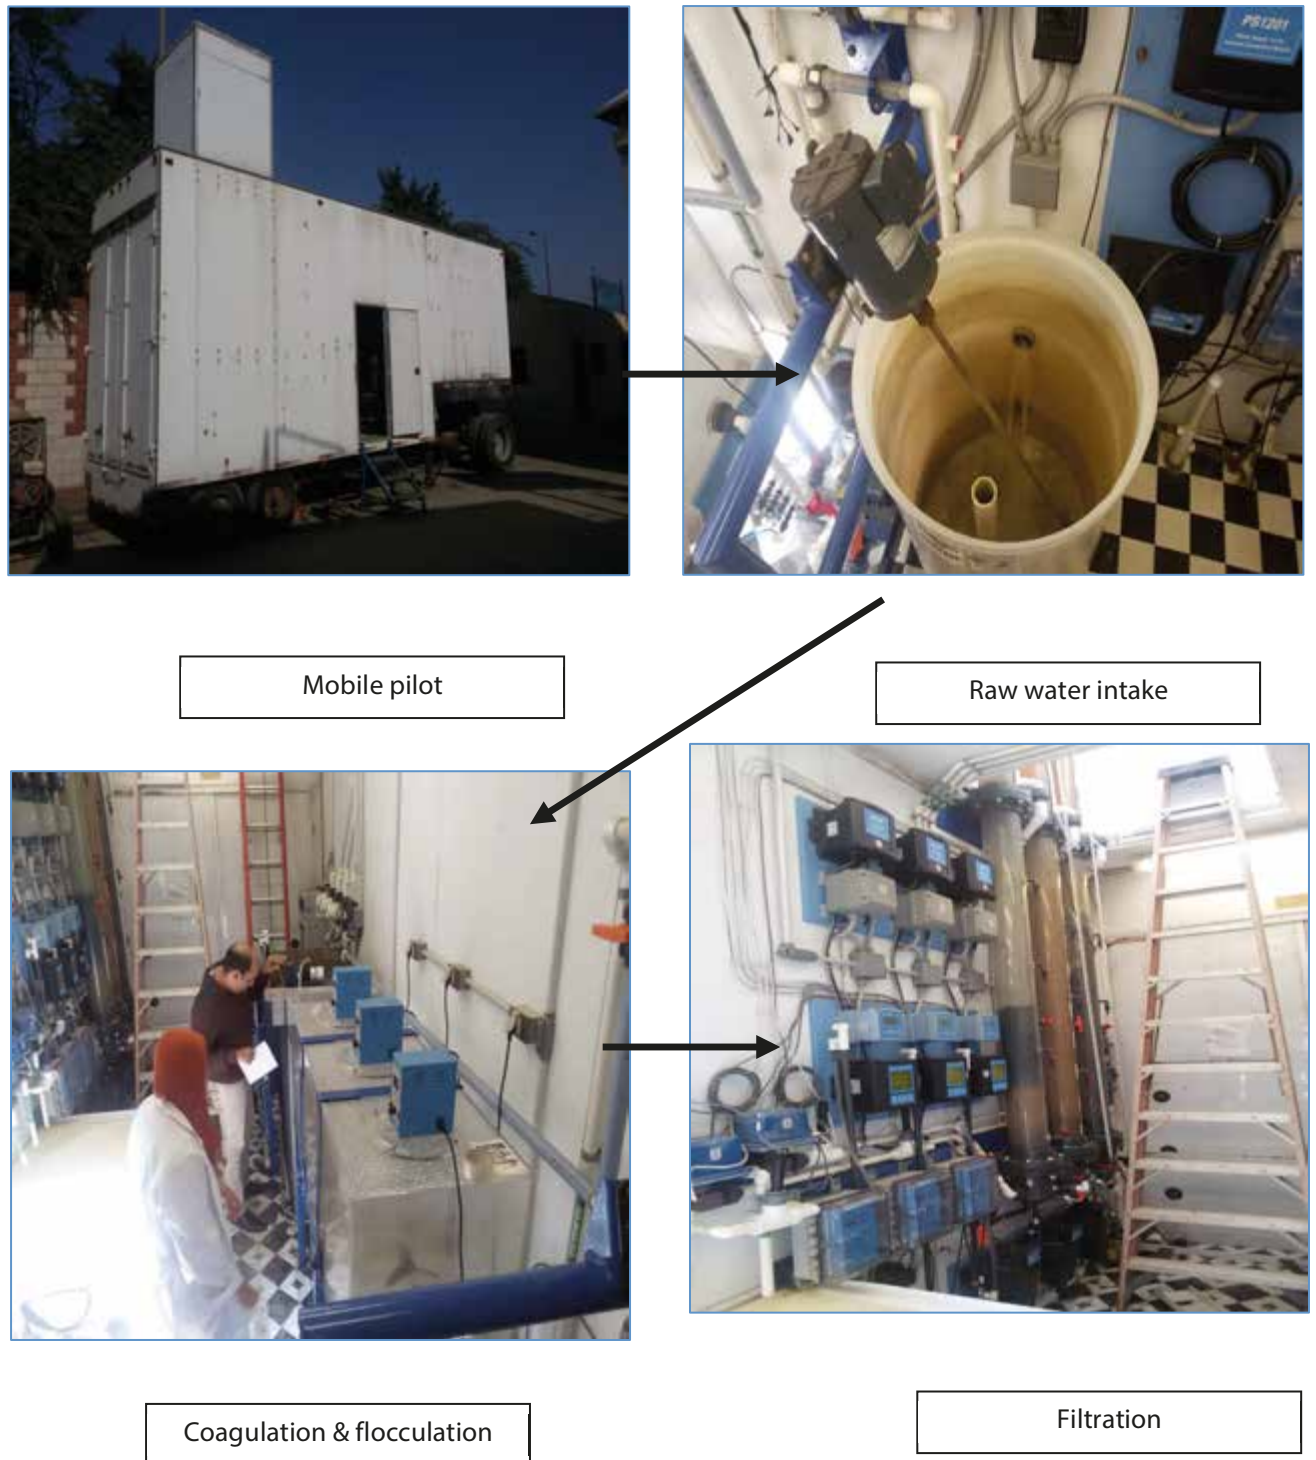 PS1201
Mobile pilot
Raw water intake
Coagulation & flocculation
Filtration